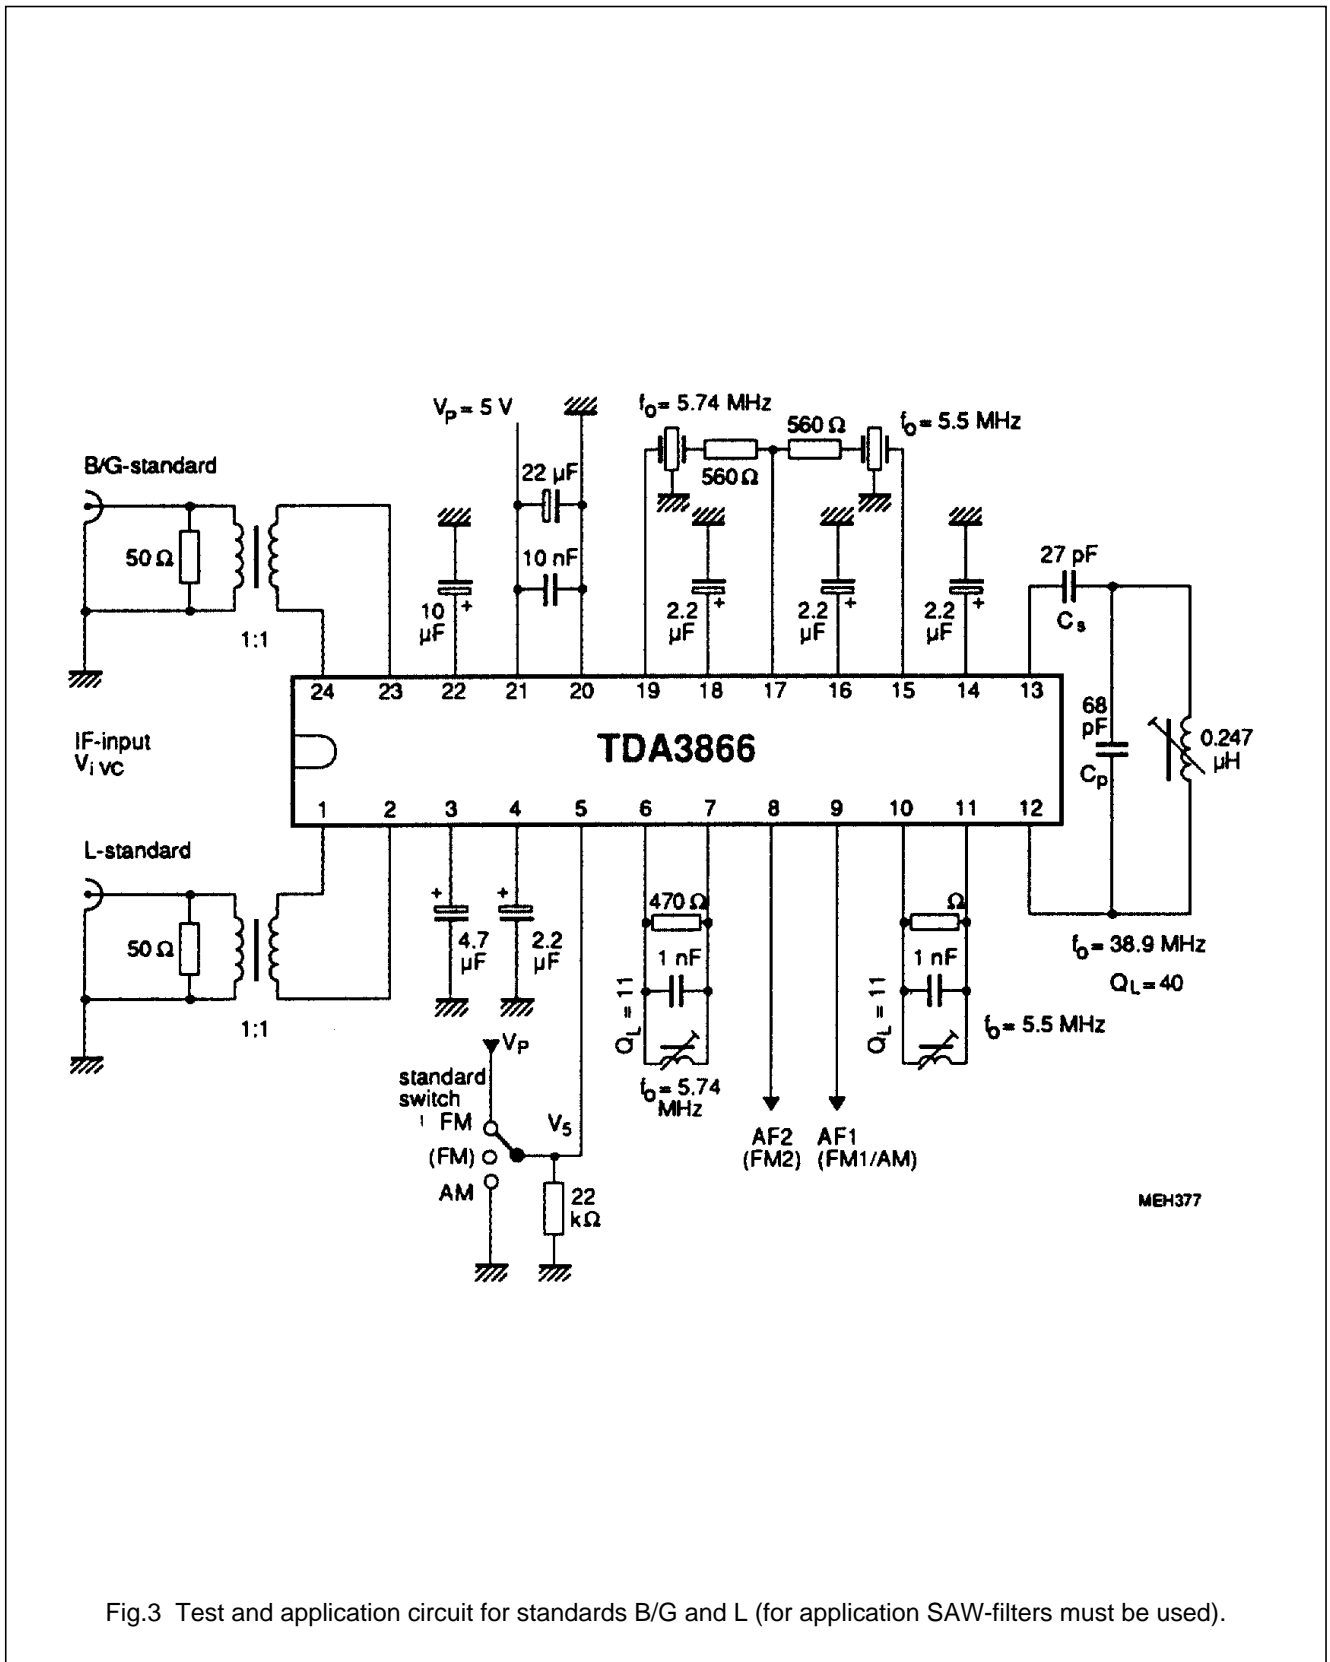 V_P = 5 V
f_o = 5.74 MHz
560 Ω
f_o = 5.5 MHz
B/G-standard
22 µF
560 Ω
50 Ω
10 nF
27 pF
C_s
1:1
10 µF
+
2.2 µF
+
2.2 µF
+
2.2 µF
+
24 23 22 21 20 19 18 17 16 15 14 13
68 pF
C_p
0.247 µH
IF-input
V_i VC
TDA3866
1 2 3 4 5 6 7 8 9 10 11 12
L-standard
50 Ω
1:1
+
4.7 µF
+
2.2 µF
470 Ω
1 nF
Q_L = 11
f_o = 5.74 MHz
Ω
1 nF
Q_L = 11
f_o = 5.5 MHz
f_o = 38.9 MHz
Q_L = 40
V_P
standard switch
FM
(FM)
AM
V_5
22 kΩ
AF2
(FM2)
AF1
(FM1/AM)
MEH377
Fig.3 Test and application circuit for standards B/G and L (for application SAW-filters must be used).